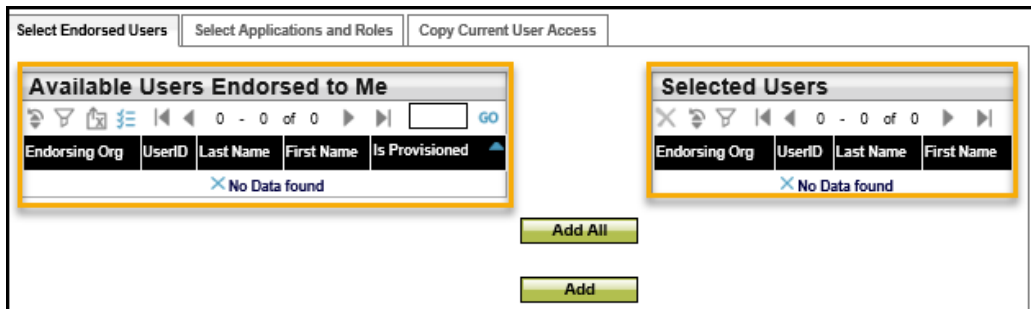 Select Endorsed Users
Select Applications and Roles
Copy Current User Access
Available Users Endorsed to Me
0 - 0 of 0
GO
Endorsing Org UserID Last Name First Name Is Provisioned
No Data found
Selected Users
0 - 0 of 0
Endorsing Org UserID Last Name First Name
No Data found
Add All
Add